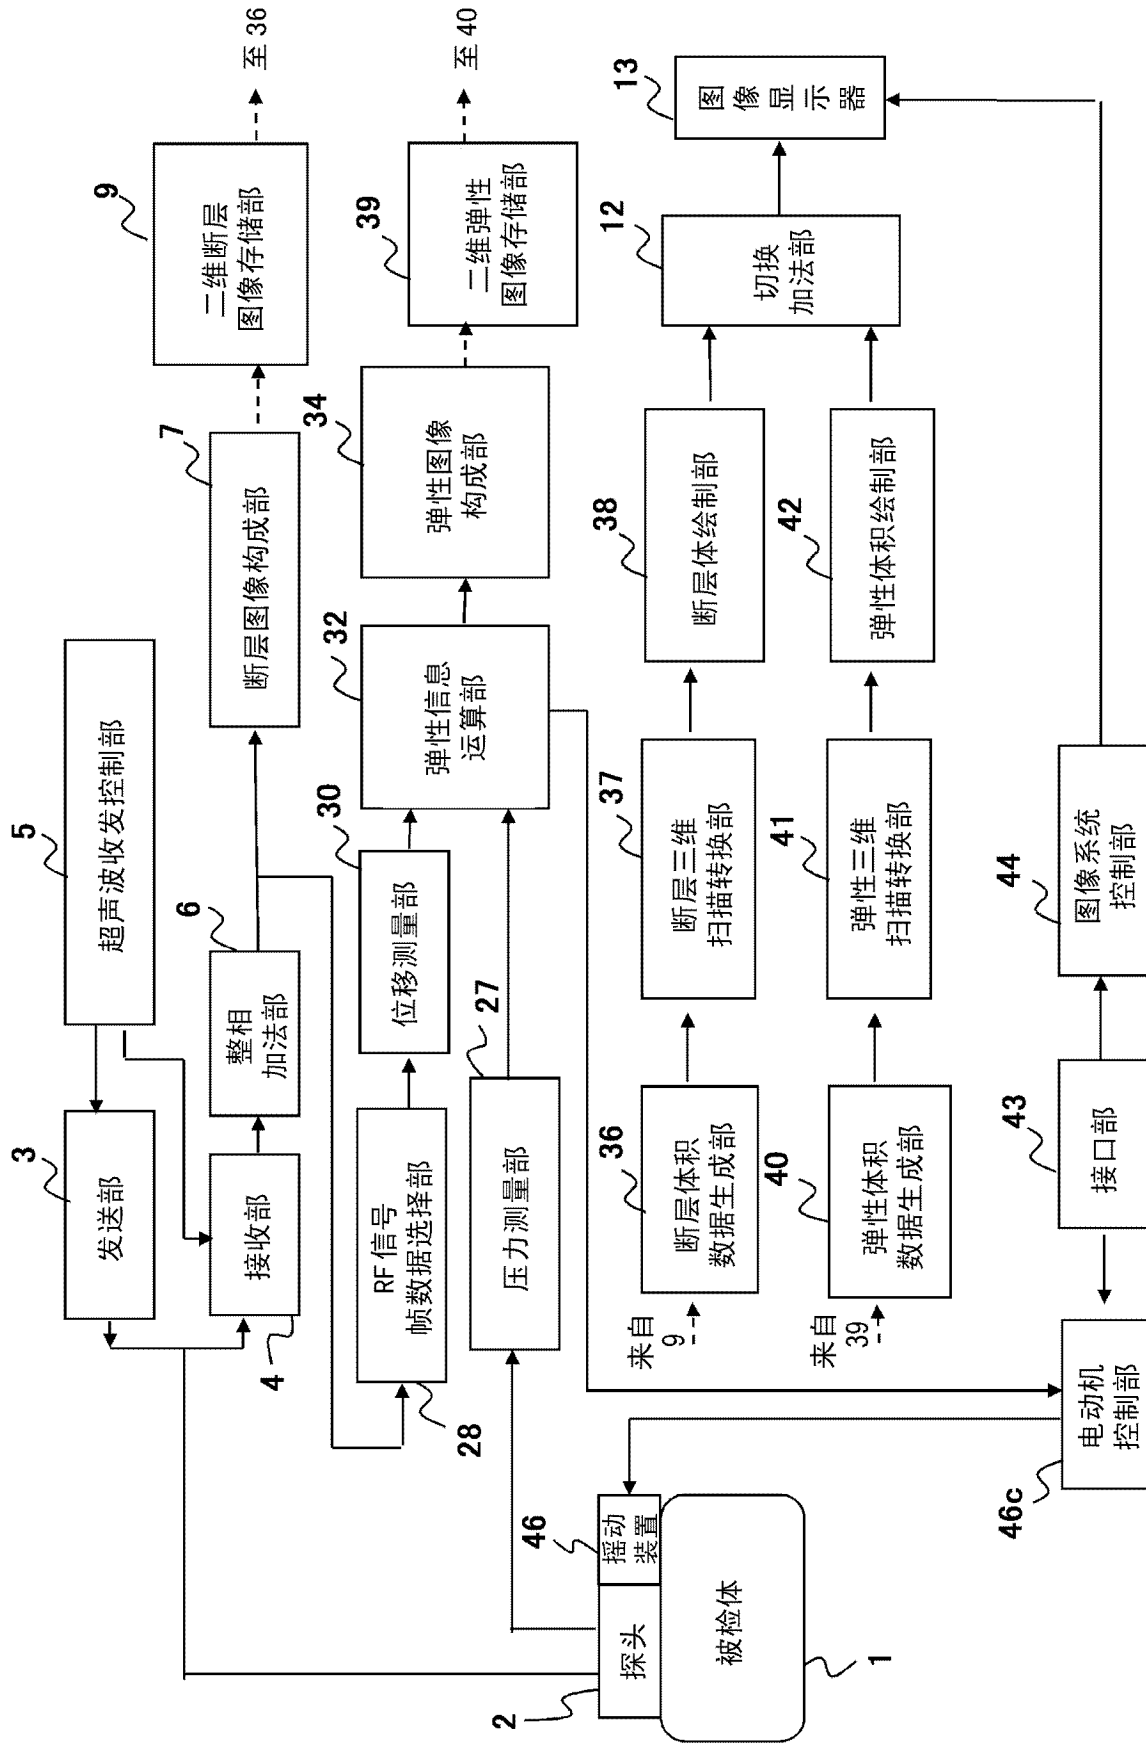 5
超声波收发控制部
3
发送部
4
接收部
6
整相
加法部
7
断层图像构成部
9
二维断层
图像存储部
至 36
28
RF 信号
帧数据选择部
30
位移测量部
27
压力测量部
32
弹性信息
运算部
34
弹性图像
构成部
39
二维弹性
图像存储部
至 40
来自
9
36
断层体积
数据生成部
37
断层三维
扫描转换部
38
断层体绘制部
来自
39
40
弹性体积
数据生成部
41
弹性三维
扫描转换部
42
弹性体积绘制部
12
切换
加法部
13
图像显示器
2
探头
46
摇动
装置
被检体
1
46c
电动机
控制部
43
接口部
44
图像系统
控制部